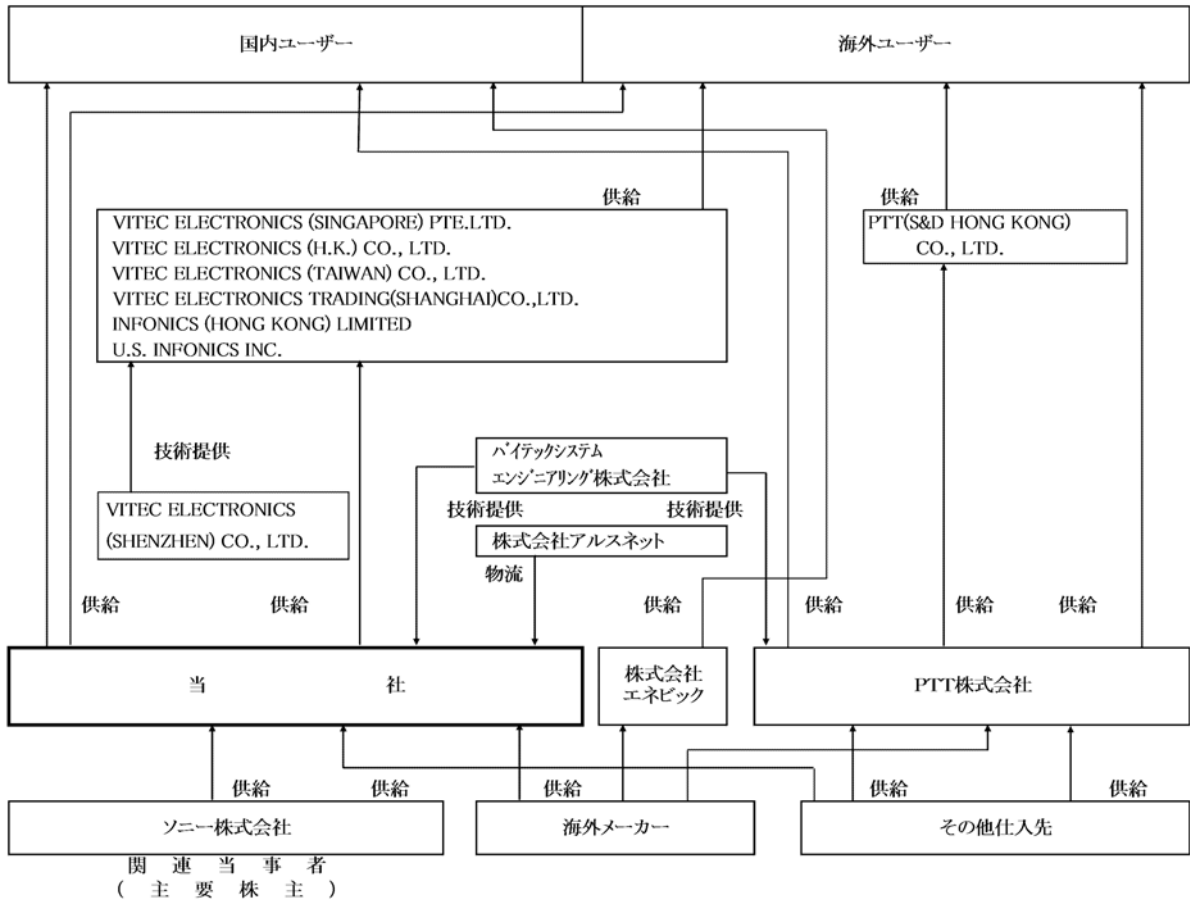 国内ユーザー
海外ユーザー
供給
供給
VITEC ELECTRONICS (SINGAPORE) PTE.LTD.
VITEC ELECTRONICS (H.K.) CO., LTD.
VITEC ELECTRONICS (TAIWAN) CO., LTD.
VITEC ELECTRONICS TRADING(SHANGHAI)CO.,LTD.
INFONICS (HONG KONG) LIMITED
U.S. INFONICS INC.
PTT(S&D HONG KONG)
CO., LTD.
技術提供
バイテックシステム
エンジニアリング株式会社
VITEC ELECTRONICS
(SHENZHEN) CO., LTD.
技術提供
技術提供
株式会社アルスネット
物流
供給
供給
供給
供給
供給
供給
当 社
株式会社
エネビック
PTT株式会社
供給
供給
供給
供給
供給
ソニー株式会社
海外メーカー
その他仕入先
関 連 当 事 者
( 主 要 株 主 )